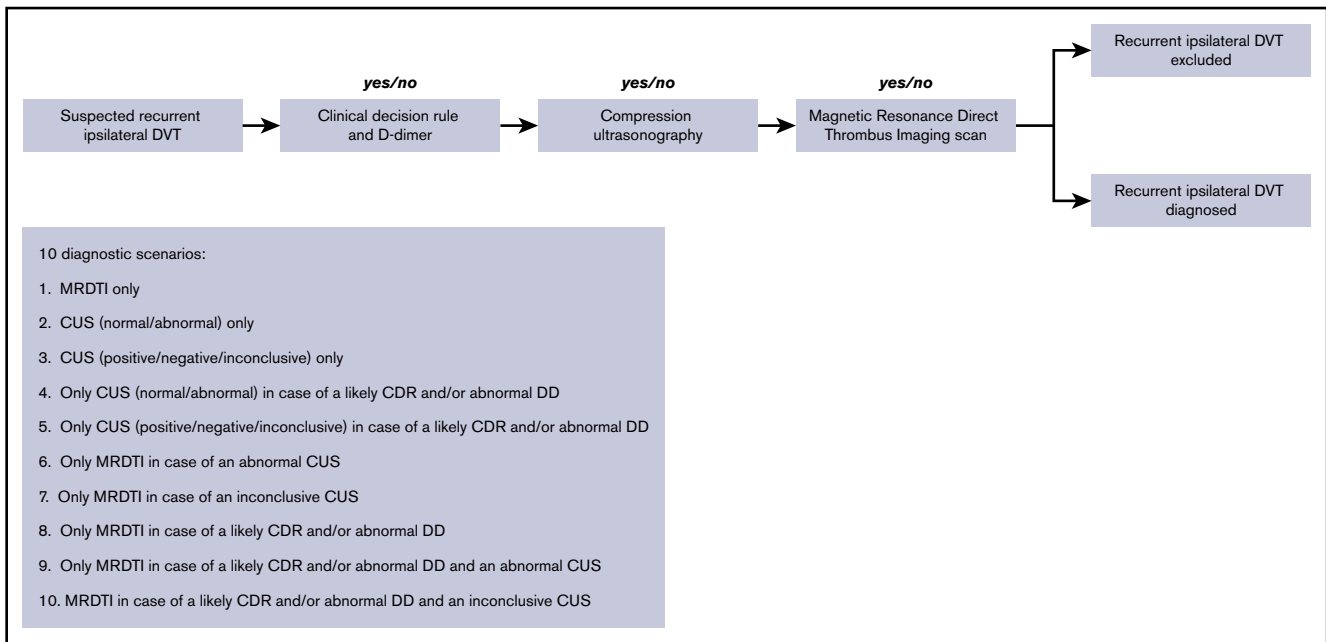 yes/no
yes/no
yes/no
Suspected recurrent
ipsilateral DVT
Clinical decision rule
and D-dimer
Compression
ultrasonography
Magnetic Resonance Direct
Thrombus Imaging scan
Recurrent ipsilateral DVT
excluded
Recurrent ipsilateral DVT
diagnosed
10 diagnostic scenarios:
1. MRDTI only
2. CUS (normal/abnormal) only
3. CUS (positive/negative/inconclusive) only
4. Only CUS (normal/abnormal) in case of a likely CDR and/or abnormal DD
5. Only CUS (positive/negative/inconclusive) in case of a likely CDR and/or abnormal DD
6. Only MRDTI in case of an abnormal CUS
7. Only MRDTI in case of an inconclusive CUS
8. Only MRDTI in case of a likely CDR and/or abnormal DD
9. Only MRDTI in case of a likely CDR and/or abnormal DD and an abnormal CUS
10. MRDTI in case of a likely CDR and/or abnormal DD and an inconclusive CUS